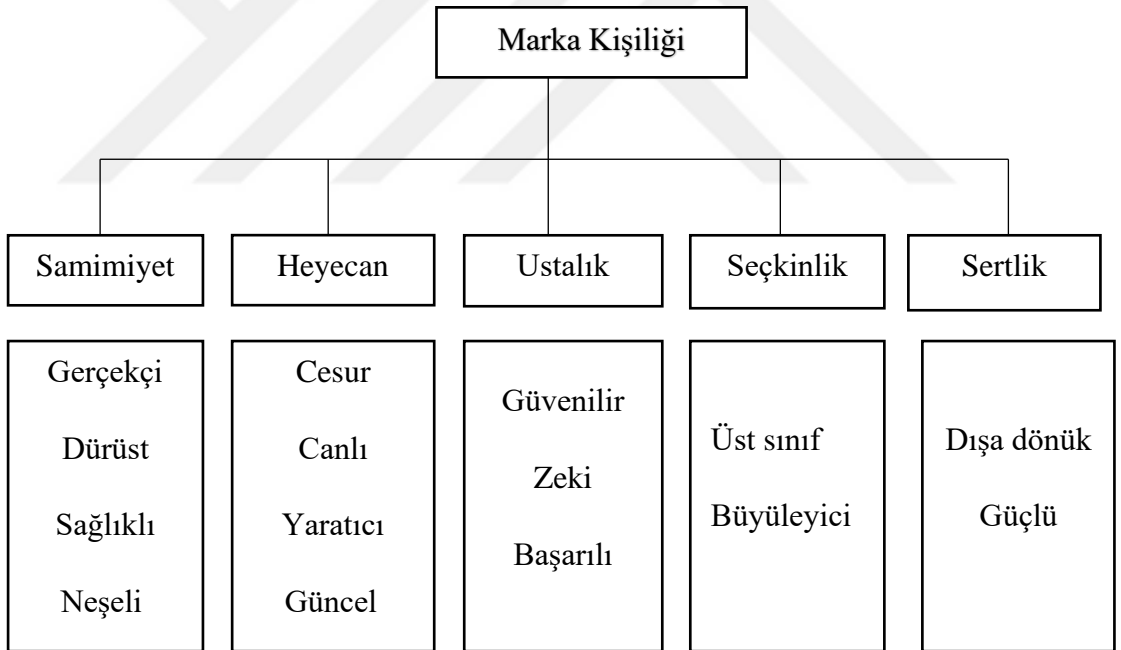 Marka Kişiliği
Samimiyet
Heyecan
Ustalık
Seçkinlik
Sertlik
Gerçekçi
Dürüst
Sağlıklı
Neşeli
Cesur
Canlı
Yaratıcı
Güncel
Güvenilir
Zeki
Başarılı
Üst sınıf
Büyüleyici
Dışa dönük
Güçlü